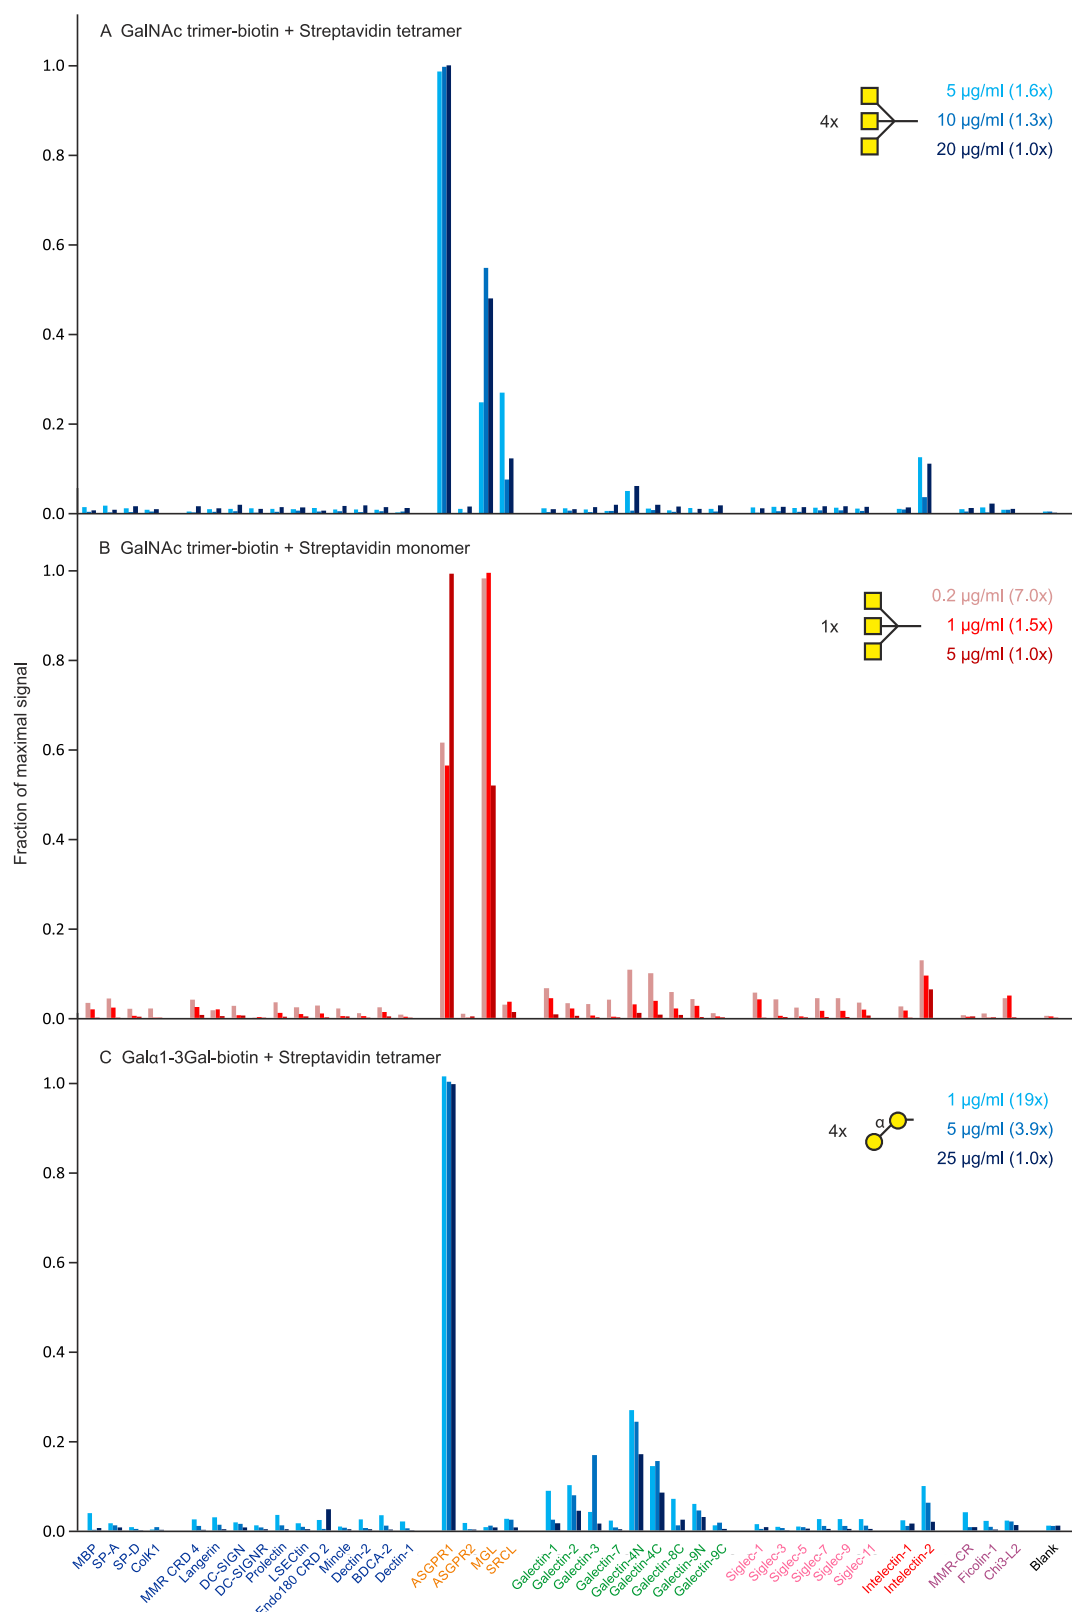 A GalNAc trimer-biotin + Streptavidin tetramer
1.0
0.8
0.6
0.4
0.2
0.0
4x
5 µg/ml (1.6x)
10 µg/ml (1.3x)
20 µg/ml (1.0x)
B GalNAc trimer-biotin + Streptavidin monomer
1.0
0.8
0.6
0.4
0.2
0.0
1x
0.2 µg/ml (7.0x)
1 µg/ml (1.5x)
5 µg/ml (1.0x)
Fraction of maximal signal
C Galα1-3Gal-biotin + Streptavidin tetramer
1.0
0.8
0.6
0.4
0.2
0.0
4x
α
1 µg/ml (19x)
5 µg/ml (3.9x)
25 µg/ml (1.0x)
MBP
SP-A
SP-D
ColK1
MMR CRD 4
Langerin
DC-SIGN
DC-SIGNR
Prolectin
LSECtin
Endo180 CRD 2
Mincle
Dectin-2
BDCA-2
Dectin-1
ASGPR1
ASGPR2
MGL
SRCL
Galectin-1
Galectin-2
Galectin-3
Galectin-7
Galectin-4N
Galectin-4C
Galectin-8C
Galectin-9N
Galectin-9C
Siglec-1
Siglec-3
Siglec-5
Siglec-7
Siglec-9
Siglec-11
Intelectin-1
Intelectin-2
MMR-CR
Ficolin-1
Chi3-L2
Blank